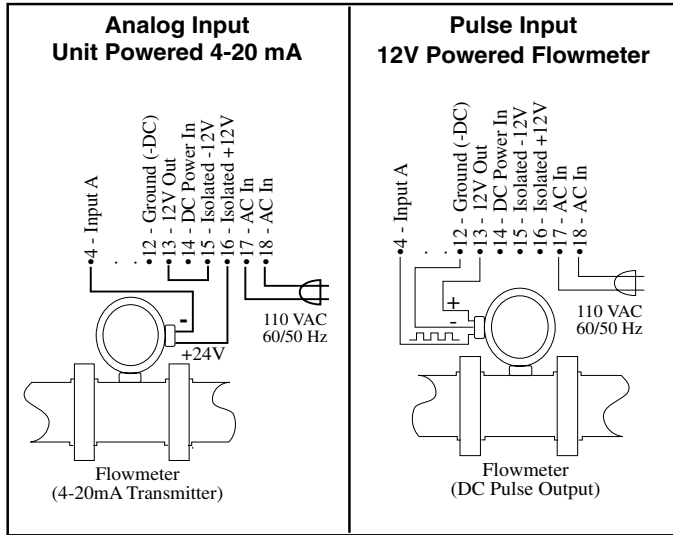 Analog Input
Unit Powered 4-20 mA
4 - Input A
12 - Ground (-DC)
13 - 12V Out
14 - DC Power In
15 - Isolated -12V
16 - Isolated +12V
17 - AC In
18 - AC In
-
+24V
110 VAC
60/50 Hz
Flowmeter
(4-20mA Transmitter)
Pulse Input
12V Powered Flowmeter
4 - Input A
12 - Ground (-DC)
13 - 12V Out
14 - DC Power In
15 - Isolated -12V
16 - Isolated +12V
17 - AC In
18 - AC In
+
-
110 VAC
60/50 Hz
Flowmeter
(DC Pulse Output)